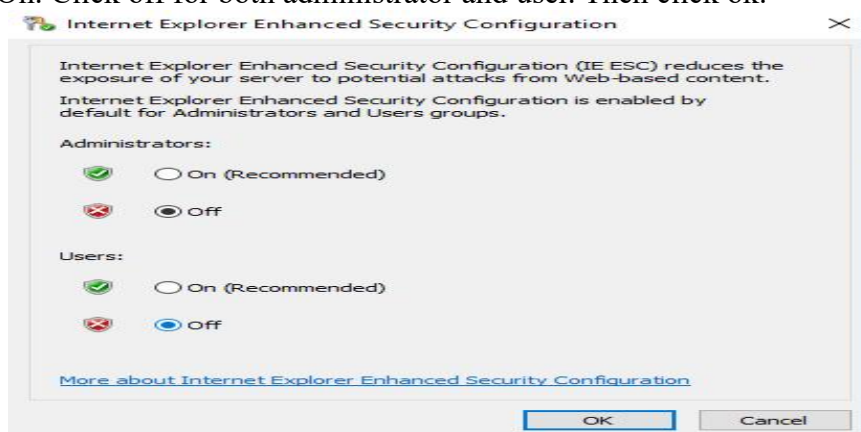 On. Click off for both administrator and user. Then click ok.
Internet Explorer Enhanced Security Configuration
Internet Explorer Enhanced Security Configuration (IE ESC) reduces the
exposure of your server to potential attacks from Web-based content.
Internet Explorer Enhanced Security Configuration is enabled by
default for Administrators and Users groups.
Administrators:
On (Recommended)
Off
Users:
On (Recommended)
Off
More about Internet Explorer Enhanced Security Configuration
OK Cancel